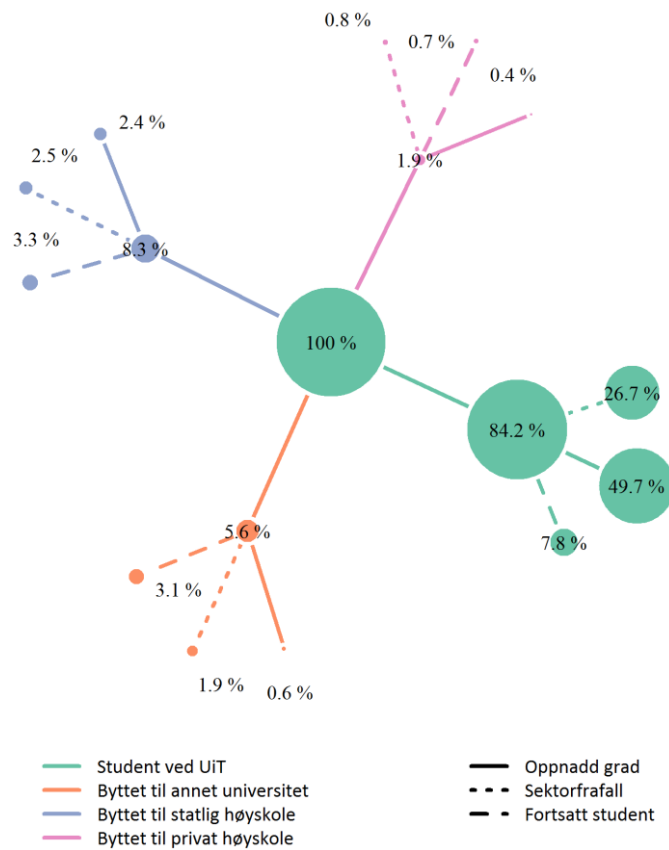 0.8 %
0.7 %
0.4 %
1.9 %
2.4 %
2.5 %
3.3 %
8.3 %
100 %
84.2 %
26.7 %
49.7 %
7.8 %
5.6 %
3.1 %
1.9 %
0.6 %
Student ved UiT
Byttet til annet universitet
Byttet til statlig høyskole
Byttet til privat høyskole
Oppnadd grad
Sektorfrafall
Fortsatt student